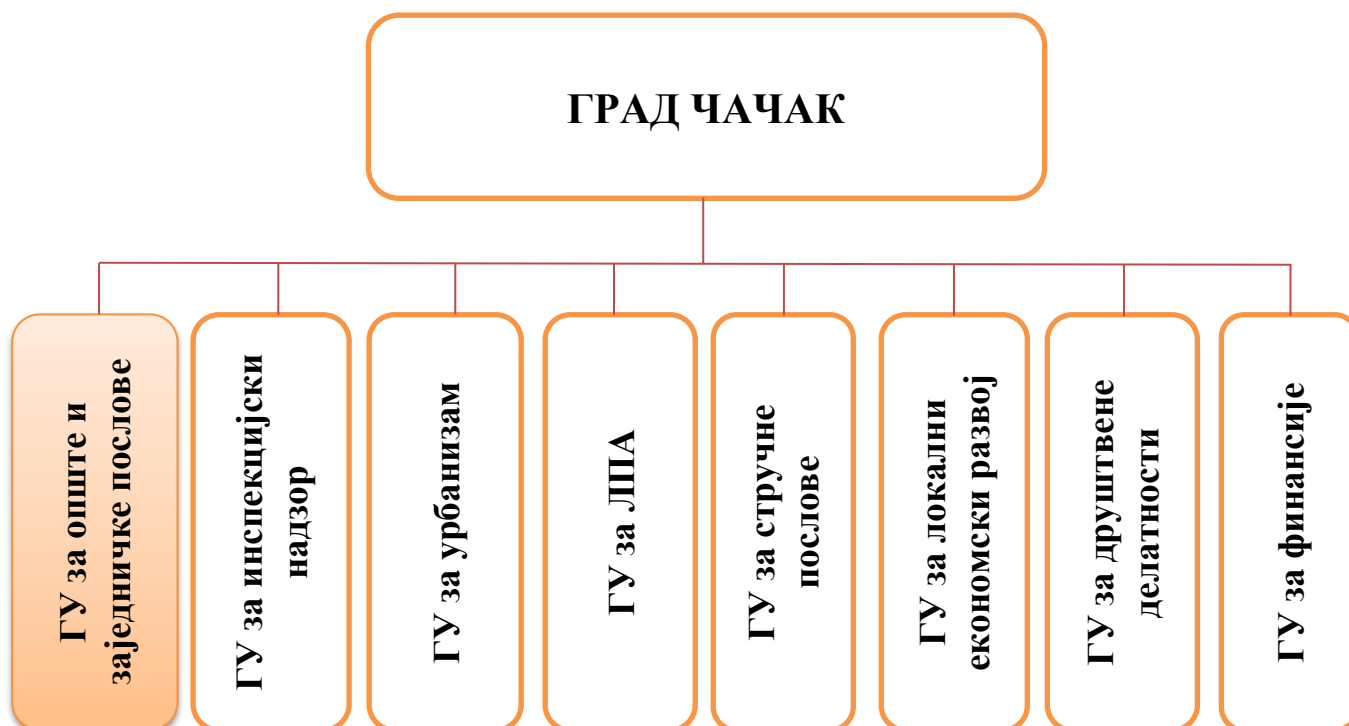 ГРАД ЧАЧАК
ГУ за опште и
заједничке послове
ГУ за инспекцијски
надзор
ГУ за урбанизам
ГУ за ЛПА
ГУ за стручне
послове
ГУ за локални
економски развој
ГУ за друштвене
делатности
ГУ за финансије